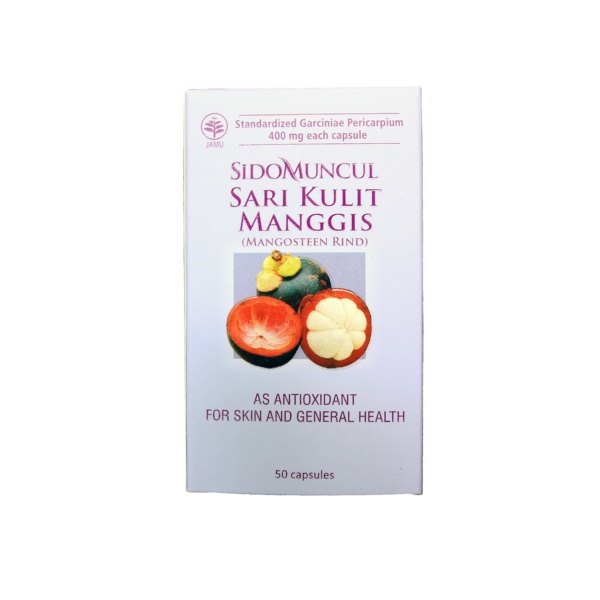 JAMU
Standardized Garciniae Pericarpium
400 mg each capsule
SIDOMUNCUL
SARI KULIT
MANGGIS
(MANGOSTEEN RIND)
AS ANTIOXIDANT
FOR SKIN AND GENERAL HEALTH
50 capsules